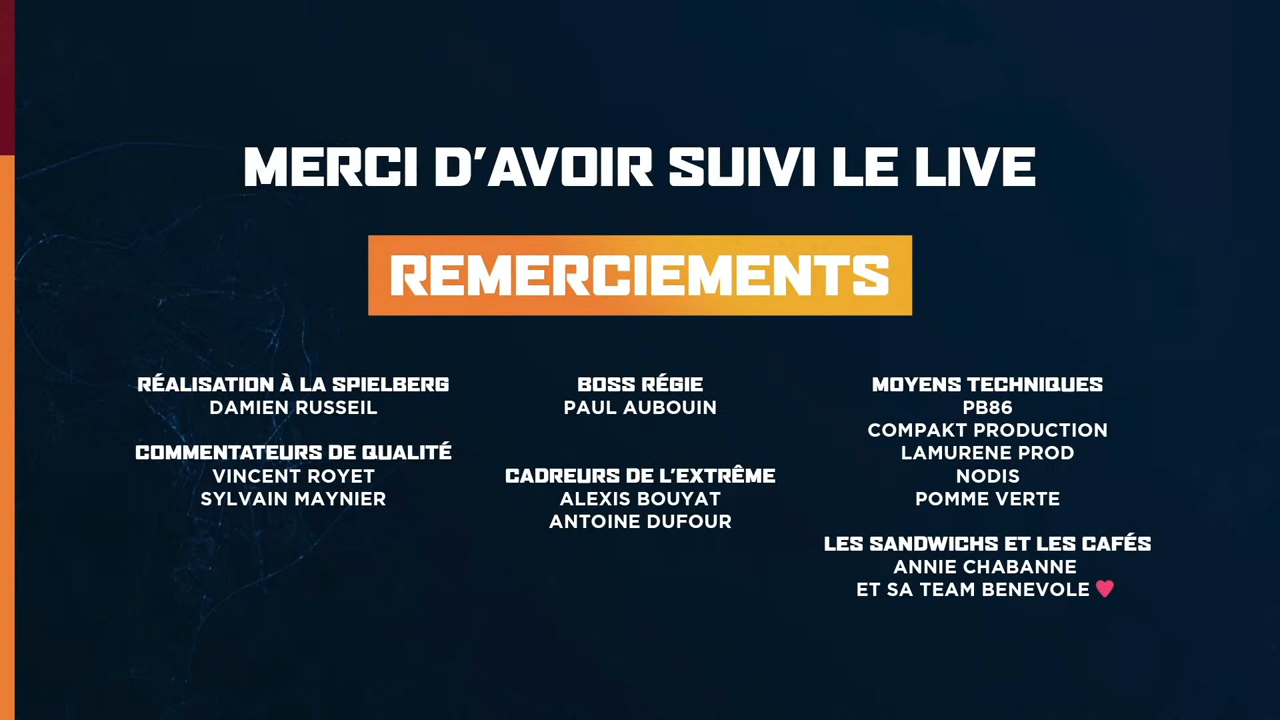 MERCI D'AVOIR SUIVI LE LIVE
REMERCIEMENTS
RÉALISATION À LA SPIELBERG
DAMIEN RUSSEIL
COMMENTATEURS DE QUALITÉ
VINCENT ROYET
SYLVAIN MAYNIER
BOSS RÉGIE
PAUL AUBOUIN
CADREURS DE L'EXTRÊME
ALEXIS BOUYAT
ANTOINE DUFOUR
MOYENS TECHNIQUES
PB86
COMPAKT PRODUCTION
LAMURENE PROD
NODIS
POMME VERTE
LES SANDWICHS ET LES CAFÉS
ANNIE CHABANNE
ET SA TEAM BENEVOLE ♥